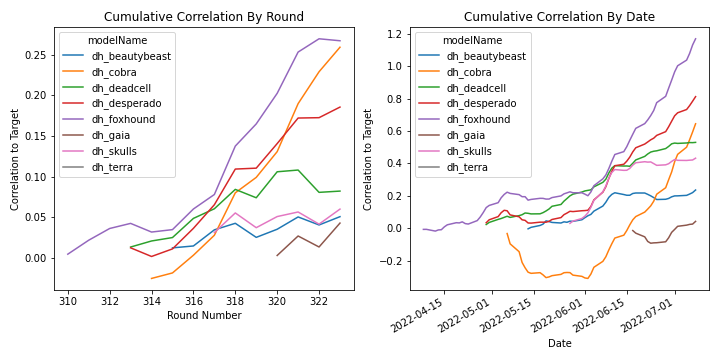 Cumulative Correlation By Round
Correlation to Target
0.25
0.20
0.15
0.10
0.05
0.00
modelName
dh_beautybeast
dh_cobra
dh_deadcell
dh_desperado
dh_foxhound
dh_gaia
dh_skulls
dh_terra
310 312 314 316 318 320 322
Round Number
Cumulative Correlation By Date
Correlation to Target
1.2
1.0
0.8
0.6
0.4
0.2
0.0
−0.2
modelName
dh_beautybeast
dh_cobra
dh_deadcell
dh_desperado
dh_foxhound
dh_gaia
dh_skulls
dh_terra
2022-04-15 2022-05-01 2022-05-15 2022-06-01 2022-06-15 2022-07-01
Date